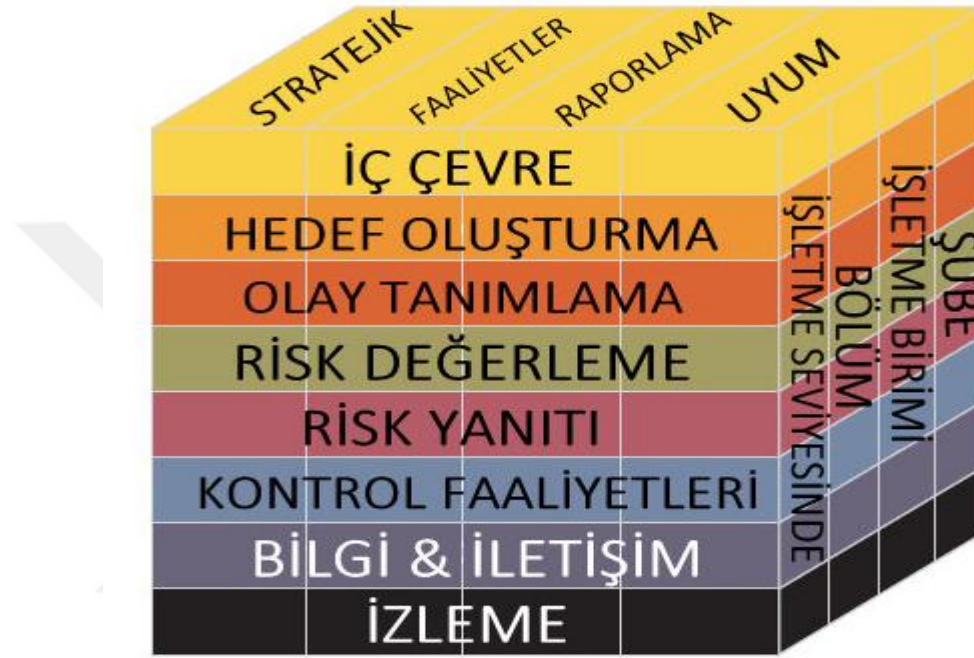 STRATEJİK
FAALİYETLER
RAPORLAMA
UYUM
İÇ ÇEVRE
HEDEF OLUŞTURMA
OLAY TANIMLAMA
RİSK DEĞERLEME
RİSK YANITI
KONTROL FAALİYETLERİ
BİLGİ & İLETİŞİM
İZLEME
İŞLETME SEVİYESİNDE
BÖLÜM
İŞLETME BİRİMİ
ŞUBE